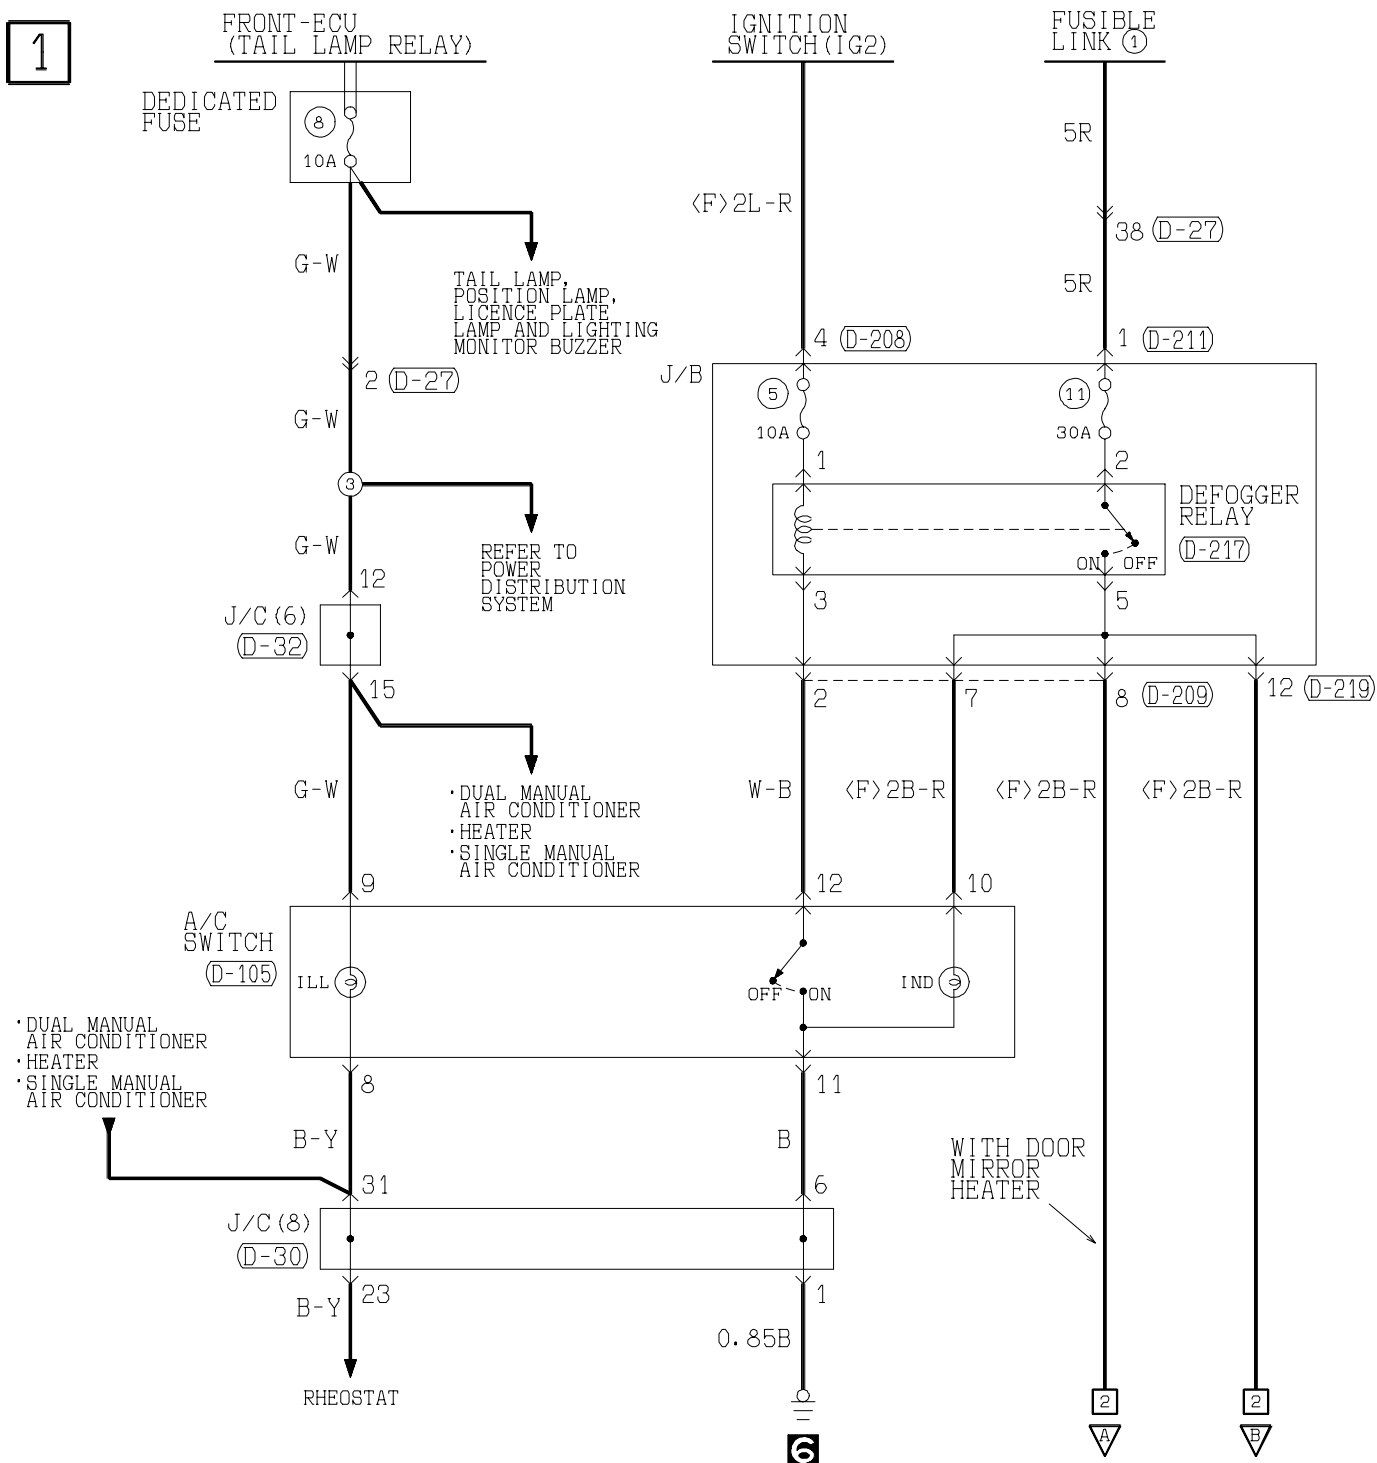 1
FRONT-ECU
(TAIL LAMP RELAY)
IGNITION
SWITCH(IG2)
FUSIBLE
LINK 1
DEDICATED
FUSE
8
10A
5R
<F>2L-R
38 (D-27)
G-W
TAIL LAMP,
POSITION LAMP,
LICENCE PLATE
LAMP AND LIGHTING
MONITOR BUZZER
5R
4 (D-208)
1 (D-211)
2 (D-27)
J/B
5
10A
11
30A
G-W
1
2
3
DEFOGGER
RELAY
(D-217)
ON OFF
G-W
REFER TO
POWER
DISTRIBUTION
SYSTEM
12
3
5
J/C(6)
(D-32)
15
2
7
8 (D-209)
12 (D-219)
G-W
W-B
<F>2B-R
<F>2B-R
<F>2B-R
·DUAL MANUAL
AIR CONDITIONER
·HEATER
·SINGLE MANUAL
AIR CONDITIONER
9
12
10
A/C
SWITCH
(D-105)
ILL
OFF ON
IND
·DUAL MANUAL
AIR CONDITIONER
·HEATER
·SINGLE MANUAL
AIR CONDITIONER
8
11
B-Y
B
WITH DOOR
MIRROR
HEATER
31
6
J/C(8)
(D-30)
23
1
B-Y
0.85B
RHEOSTAT
2
2
A
B
6